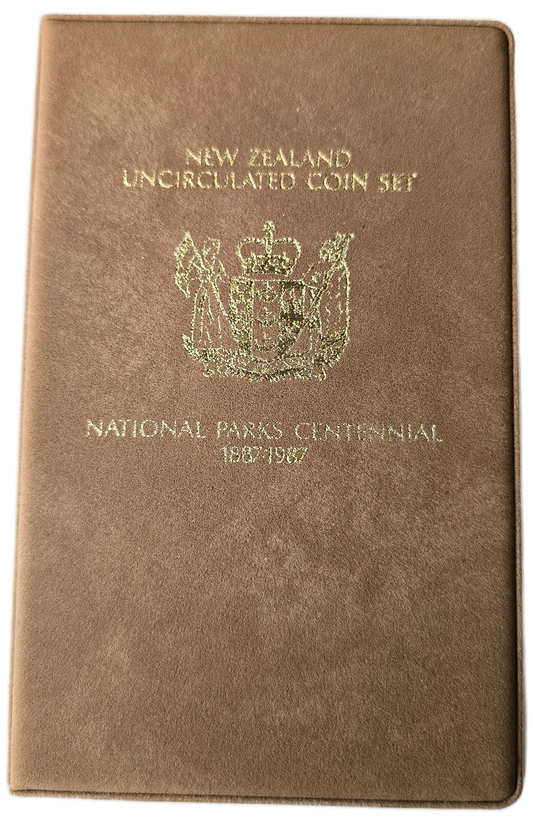 NEW ZEALAND
UNCIRCULATED COIN SET
NATIONAL PARKS CENTENNIAL
1887-1987